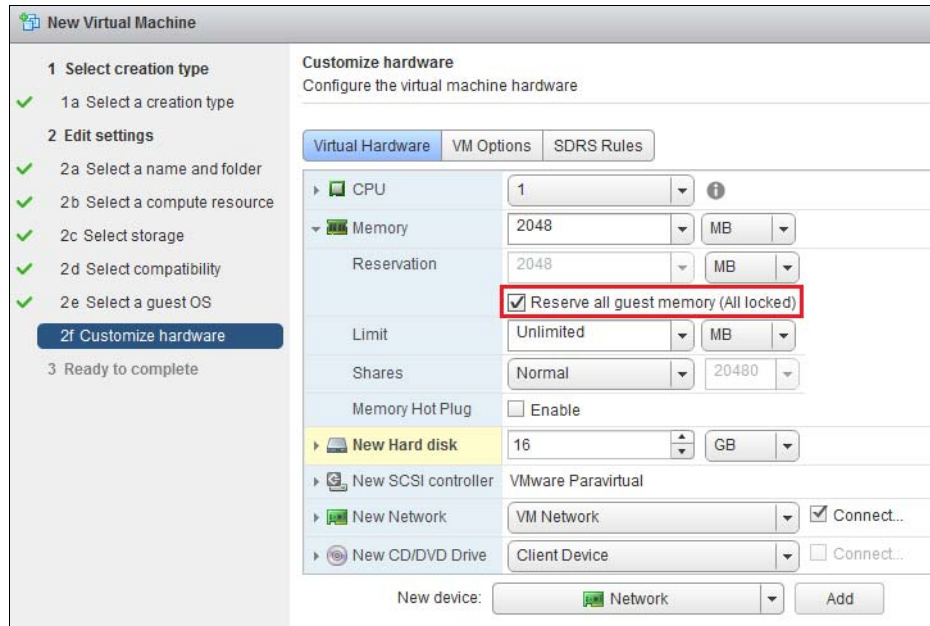 New Virtual Machine
1 Select creation type
1a Select a creation type
2 Edit settings
2a Select a name and folder
2b Select a compute resource
2c Select storage
2d Select compatibility
2e Select a guest OS
2f Customize hardware
3 Ready to complete
Customize hardware
Configure the virtual machine hardware
Virtual Hardware VM Options SDRS Rules
CPU 1
Memory 2048 MB
Reservation 2048 MB
Reserve all guest memory (All locked)
Limit Unlimited MB
Shares Normal 20480
Memory Hot Plug Enable
New Hard disk 16 GB
New SCSI controller VMware Paravirtual
New Network VM Network Connect...
New CD/DVD Drive Client Device Connect...
New device: Network Add